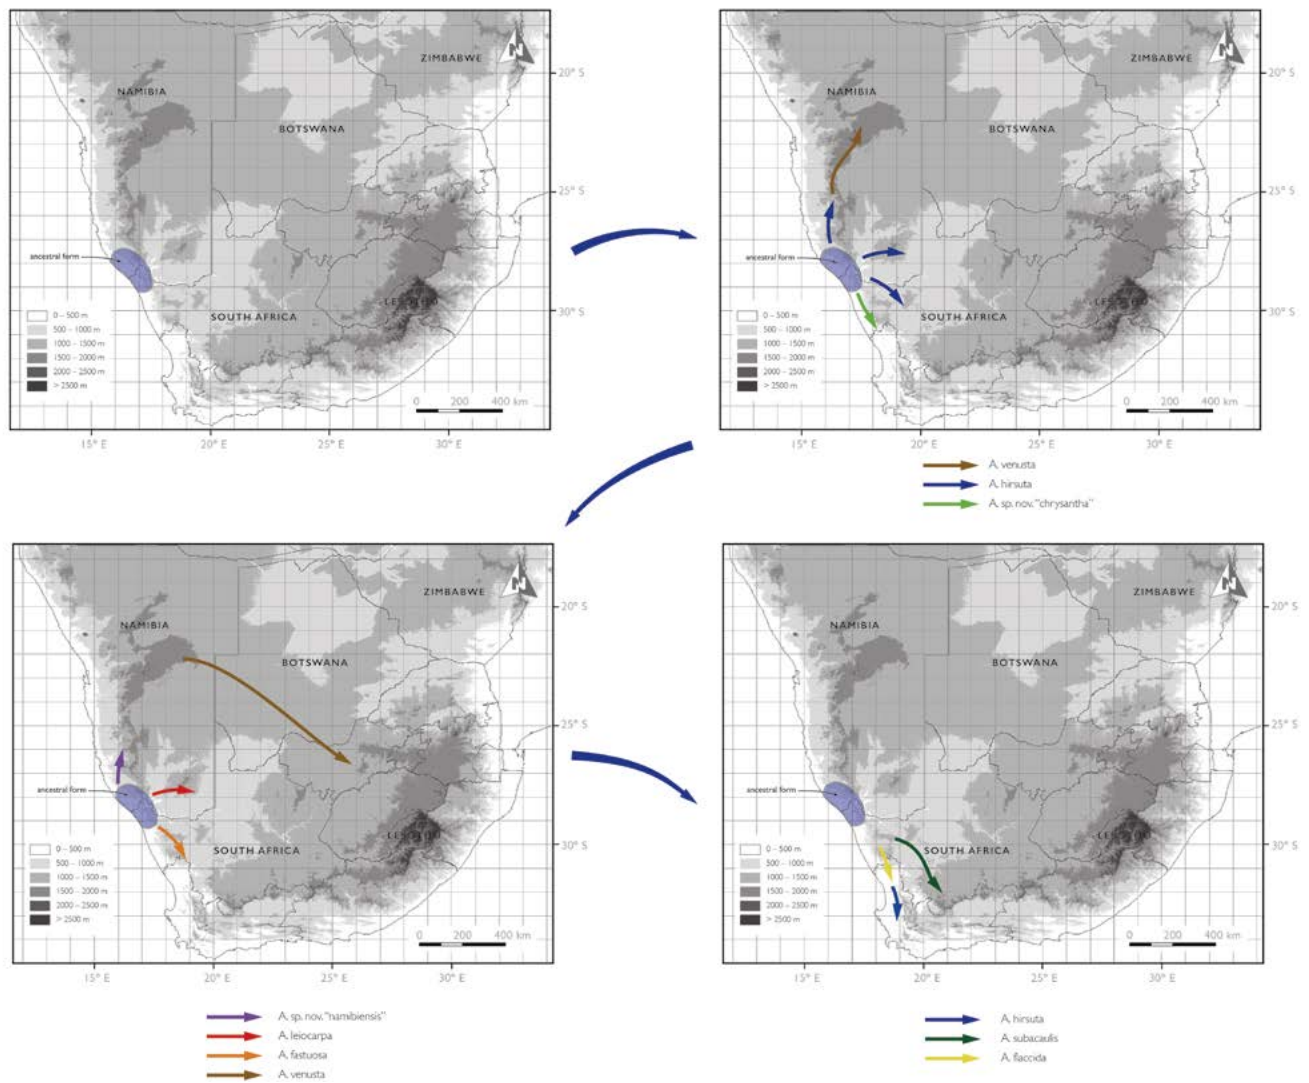 NAMIBIA
BOTSWANA
ZIMBABWE
N
20° S
25° S
30° S
ancestral form
0 – 500 m
500 – 1000 m
1000 – 1500 m
1500 – 2000 m
2000 – 2500 m
> 2500 m
SOUTH AFRICA
LESOTHO
0 200 400 km
15° E 20° E 25° E 30° E
NAMIBIA
BOTSWANA
ZIMBABWE
N
20° S
25° S
30° S
ancestral form
0 – 500 m
500 – 1000 m
1000 – 1500 m
1500 – 2000 m
2000 – 2500 m
> 2500 m
SOUTH AFRICA
LESOTHO
0 200 400 km
15° E 20° E 25° E 30° E
A. venusta
A. hirsuta
A. sp. nov. "chrysantha"
NAMIBIA
BOTSWANA
ZIMBABWE
N
20° S
25° S
30° S
ancestral form
0 – 500 m
500 – 1000 m
1000 – 1500 m
1500 – 2000 m
2000 – 2500 m
> 2500 m
SOUTH AFRICA
LESOTHO
0 200 400 km
15° E 20° E 25° E 30° E
A. sp. nov. "namibiensis"
A. leiocarpa
A. fastuosa
A. venusta
NAMIBIA
BOTSWANA
ZIMBABWE
N
20° S
25° S
30° S
ancestral form
0 – 500 m
500 – 1000 m
1000 – 1500 m
1500 – 2000 m
2000 – 2500 m
> 2500 m
SOUTH AFRICA
LESOTHO
0 200 400 km
15° E 20° E 25° E 30° E
A. hirsuta
A. subacaulis
A. flaccida